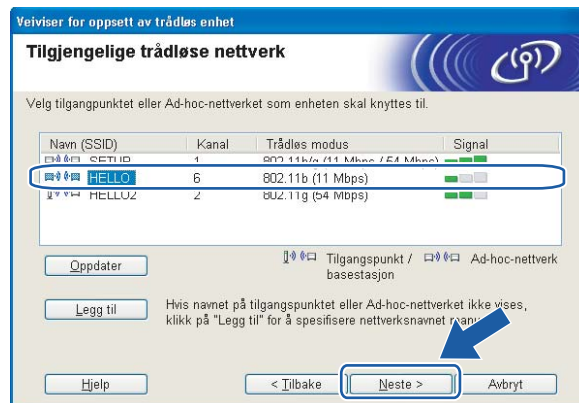 Veiviser for oppsett av trådløs enhet
Tilgjengelige trådløse nettverk
Velg tilgangpunktet eller Ad-hoc-nettverket som enheten skal knyttes til.
Navn (SSID) Kanal Trådløs modus Signal
SETUP 1 802.11b/g (11 Mbps / 54 Mbps)
HELLO 6 802.11b (11 Mbps)
HELLO2 2 802.11g (54 Mbps)
Oppdater
Tilgangspunkt / basestasjon
Ad-hoc-nettverk
Legg til
Hvis navnet på tilgangspunktet eller Ad-hoc-nettverket ikke vises,
klikk på "Legg til" for å spesifisere nettverksnavnet
Hjelp < Tilbake Neste > Avbryt